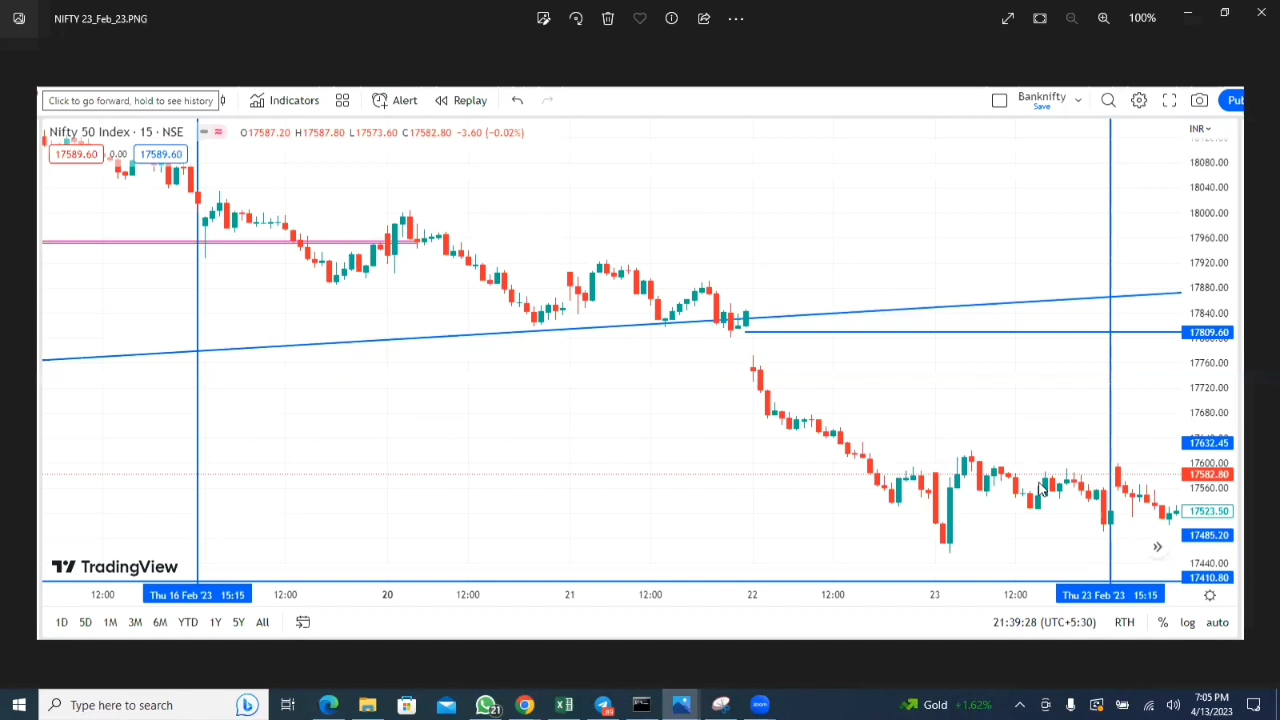 NIFTY 23_Feb_23.PNG
100%
Click to go forward, hold to see history
Indicators
Alert
Replay
Banknifty
Save
Pu
Nifty 50 Index · 15 · NSE
O17587.20 H17587.80 L17573.60 C17582.80 -3.60 (-0.02%)
INR
17589.60
0.00
17589.60
18080.00
18040.00
18000.00
17960.00
17920.00
17880.00
17840.00
17809.60
17760.00
17720.00
17680.00
17632.45
17600.00
17582.80
17560.00
17523.50
17485.20
17440.00
17410.80
TradingView
12:00
Thu 16 Feb '23 15:15
12:00
20
12:00
21
12:00
22
12:00
23
12:00
Thu 23 Feb '23 15:15
1D 5D 1M 3M 6M YTD 1Y 5Y All
21:39:28 (UTC+5:30)
RTH
% log auto
Type here to search
21
zoom
Gold +1.62%
7:05 PM
4/13/2023